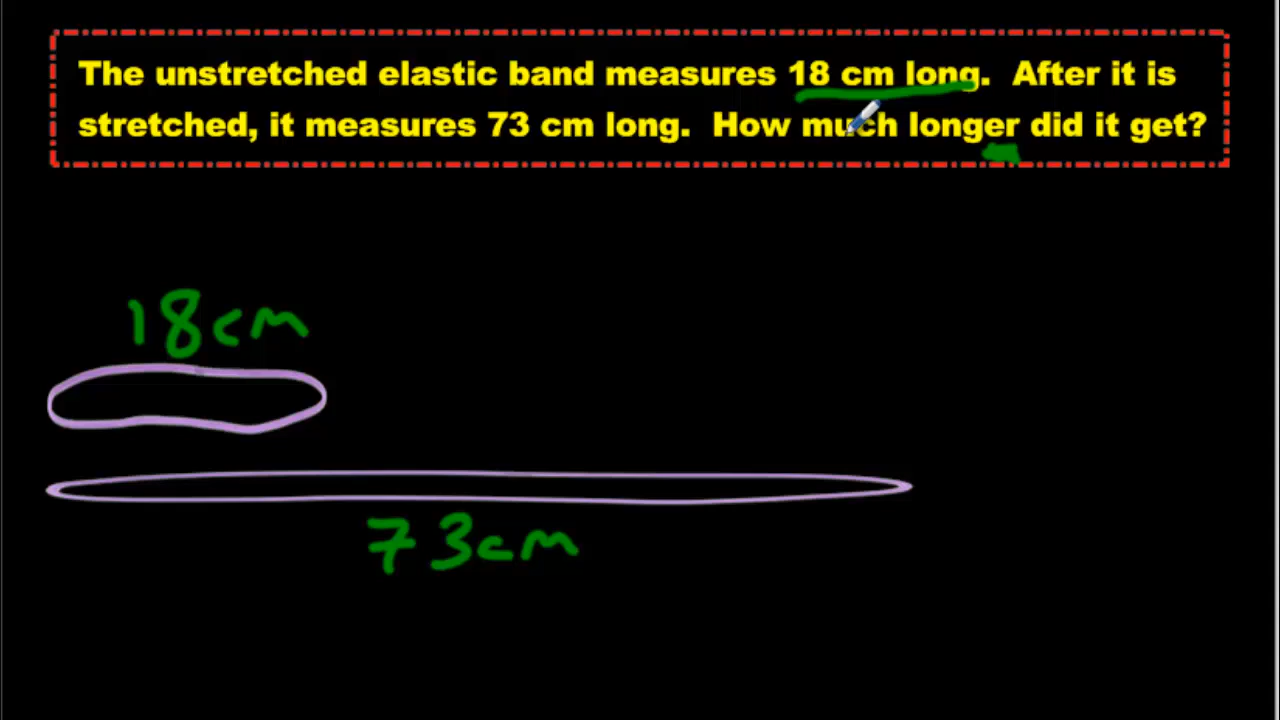 The unstretched elastic band measures 18 cm long. After it is
stretched, it measures 73 cm long. How much longer did it get?
18cm
73cm